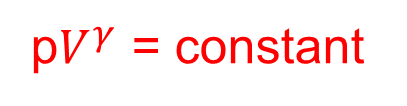 pV^γ = constant